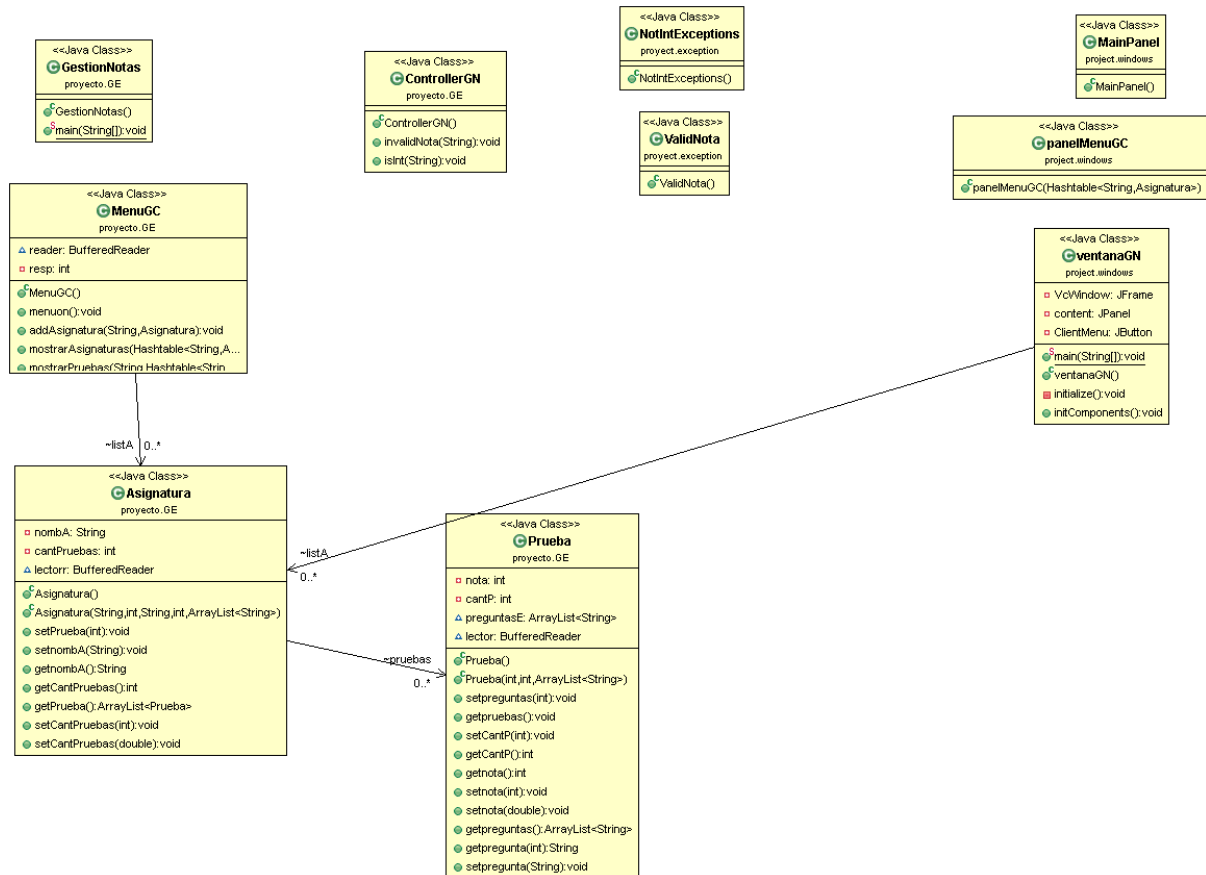 <<Java Class>>
GestionNotas
proyecto.GE
GestionNotas()
main(String[]):void
<<Java Class>>
ControllerGN
proyecto.GE
ControllerGN()
invalidNota(String):void
isInt(String):void
<<Java Class>>
NotIntExceptions
proyect.exception
NotIntExceptions()
<<Java Class>>
ValidNota
proyect.exception
ValidNota()
<<Java Class>>
MainPanel
project.windows
MainPanel()
<<Java Class>>
panelMenuGC
project.windows
panelMenuGC(Hashtable<String,Asignatura>)
<<Java Class>>
MenuGC
proyecto.GE
reader: BufferedReader
resp: int
MenuGC()
menuon():void
addAsignatura(String,Asignatura):void
mostrarAsignaturas(Hashtable<String,A...
mostrarPruebas(String,Hashtable<Strin
<<Java Class>>
ventanaGN
project.windows
VcWindow: JFrame
content: JPanel
ClientMenu: JButton
main(String[]):void
ventanaGN()
initialize():void
initComponents():void
~listA 0..*
<<Java Class>>
Asignatura
proyecto.GE
nombA: String
cantPruebas: int
lectorr: BufferedReader
Asignatura()
Asignatura(String,int,String,int,ArrayList<String>)
setPrueba(int):void
setnombA(String):void
getnombA():String
getCantPruebas():int
getPrueba():ArrayList<Prueba>
setCantPruebas(int):void
setCantPruebas(double):void
~listA
0..*
~pruebas
0..*
<<Java Class>>
Prueba
proyecto.GE
nota: int
cantP: int
preguntasE: ArrayList<String>
lector: BufferedReader
Prueba()
Prueba(int,int,ArrayList<String>)
setpreguntas(int):void
getpruebas():void
setCantP(int):void
getCantP():int
getnota():int
setnota(int):void
setnota(double):void
getpreguntas():ArrayList<String>
getpregunta(int):String
setpregunta(String):void